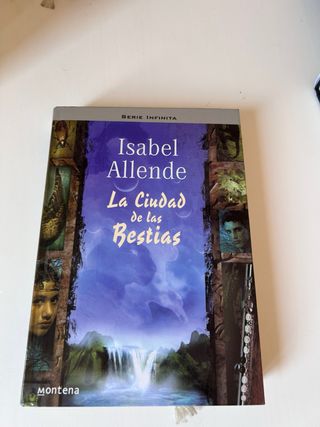 SERIE INFINITA
Isabel
Allende
La Ciudad
de las
Bestias
MONTENA